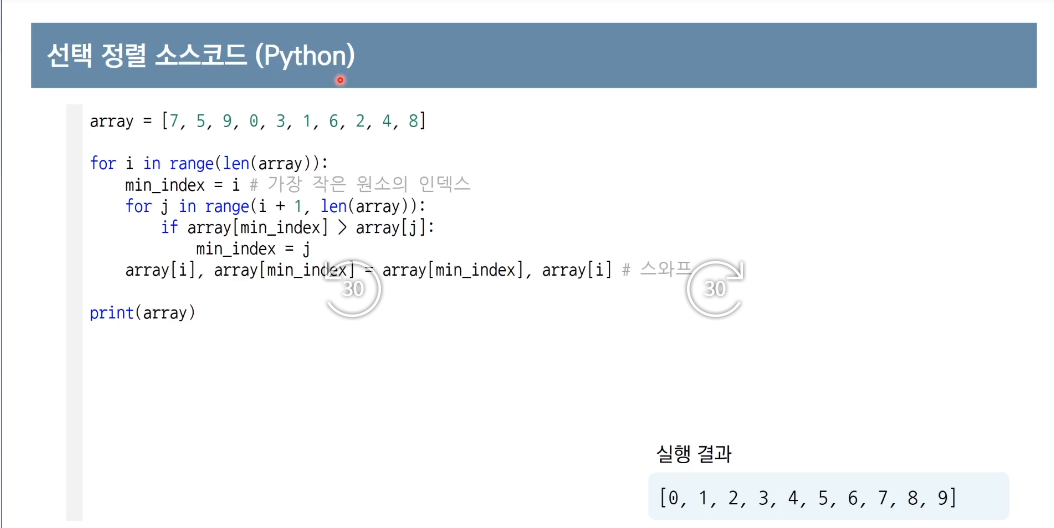 선택 정렬 소스코드 (Python)
array = [7, 5, 9, 0, 3, 1, 6, 2, 4, 8]
for i in range(len(array)):
    min_index = i # 가장 작은 원소의 인덱스
    for j in range(i + 1, len(array)):
        if array[min_index] > array[j]:
            min_index = j
    array[i], array[min_index] = array[min_index], array[i] # 스와프
30
30
print(array)
실행 결과
[0, 1, 2, 3, 4, 5, 6, 7, 8, 9]